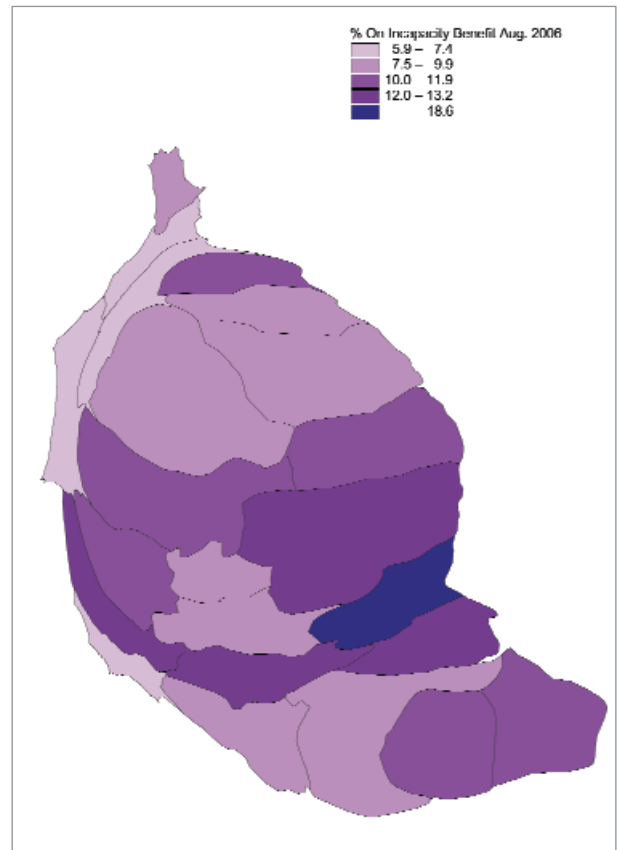 % On Incapacity Benefit Aug. 2006
5.9 – 7.4
7.5 – 9.9
10.0 11.9
12.0 – 13.2
18.6